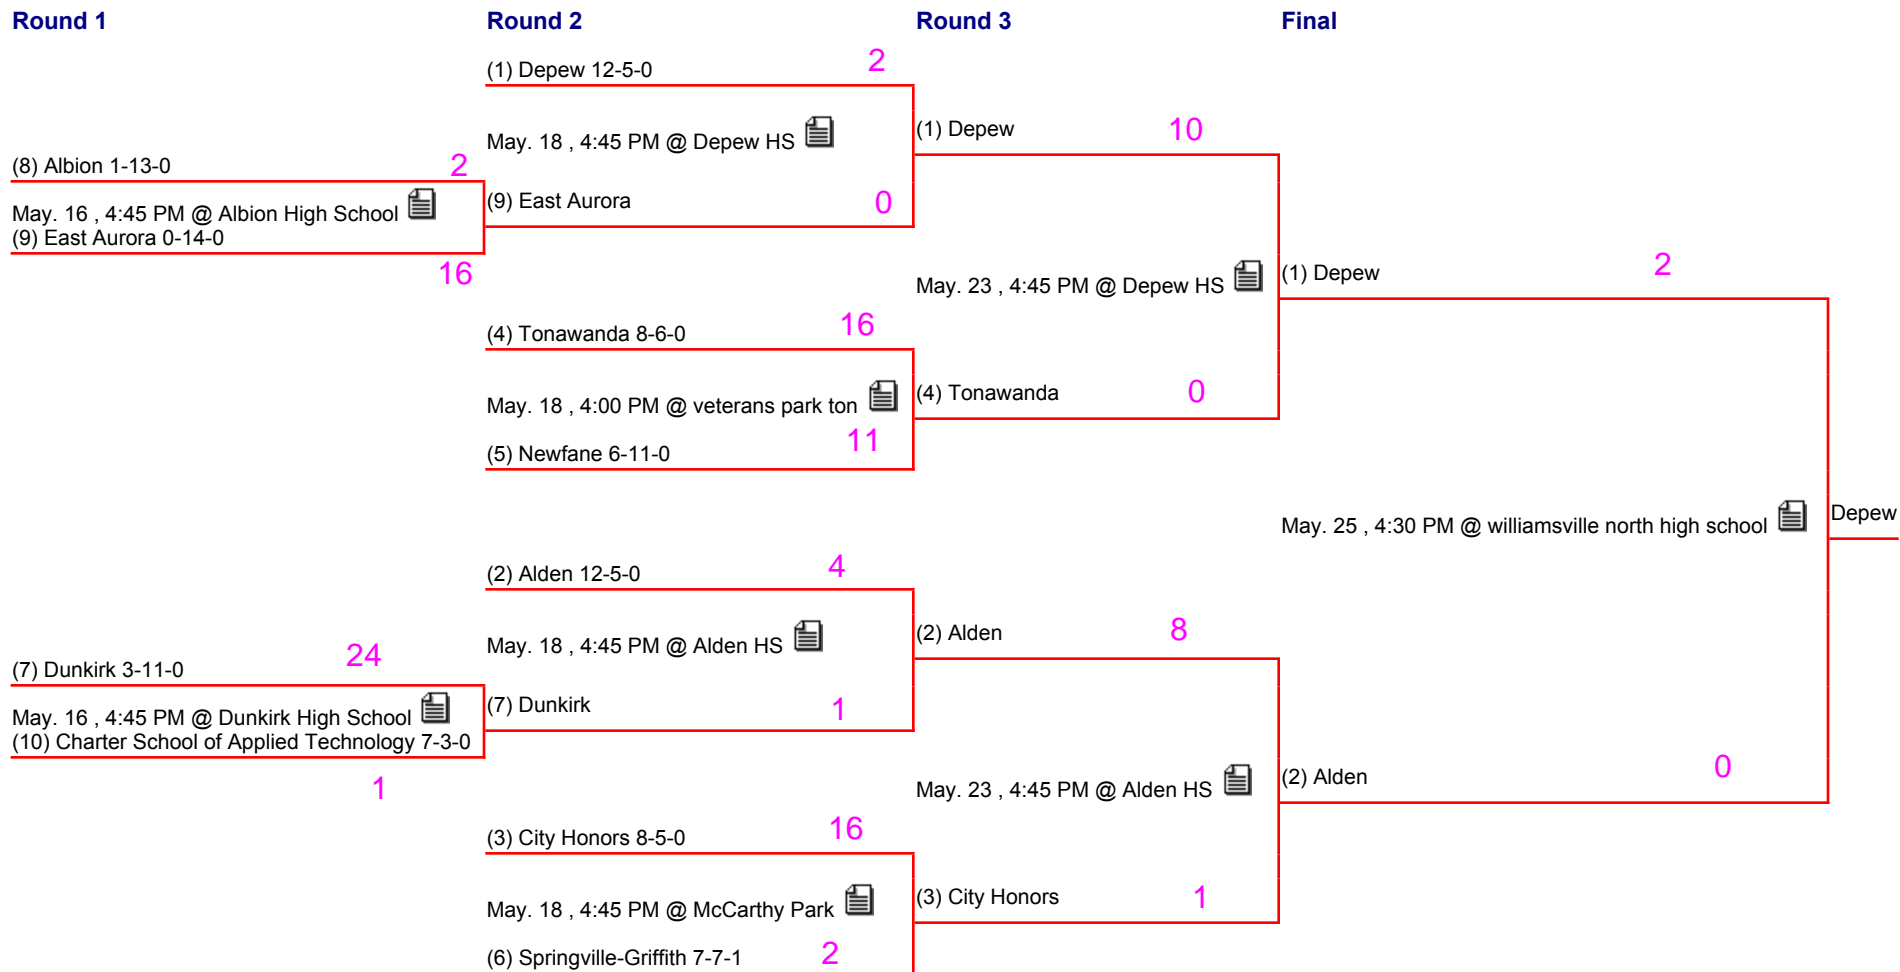 Round 1
Round 2
Round 3
Final
(1) Depew 12-5-0 2
May. 18 , 4:45 PM @ Depew HS
(1) Depew 10
(8) Albion 1-13-0 2
May. 16 , 4:45 PM @ Albion High School
(9) East Aurora 0-14-0
16
(9) East Aurora 0
May. 23 , 4:45 PM @ Depew HS
(1) Depew 2
(4) Tonawanda 8-6-0 16
May. 18 , 4:00 PM @ veterans park ton
(4) Tonawanda 0
(5) Newfane 6-11-0 11
May. 25 , 4:30 PM @ williamsville north high school
Depew
(2) Alden 12-5-0 4
May. 18 , 4:45 PM @ Alden HS
(2) Alden 8
(7) Dunkirk 3-11-0 24
May. 16 , 4:45 PM @ Dunkirk High School
(10) Charter School of Applied Technology 7-3-0
1
(7) Dunkirk 1
May. 23 , 4:45 PM @ Alden HS
(2) Alden 0
(3) City Honors 8-5-0 16
May. 18 , 4:45 PM @ McCarthy Park
(3) City Honors 1
(6) Springville-Griffith 7-7-1 2